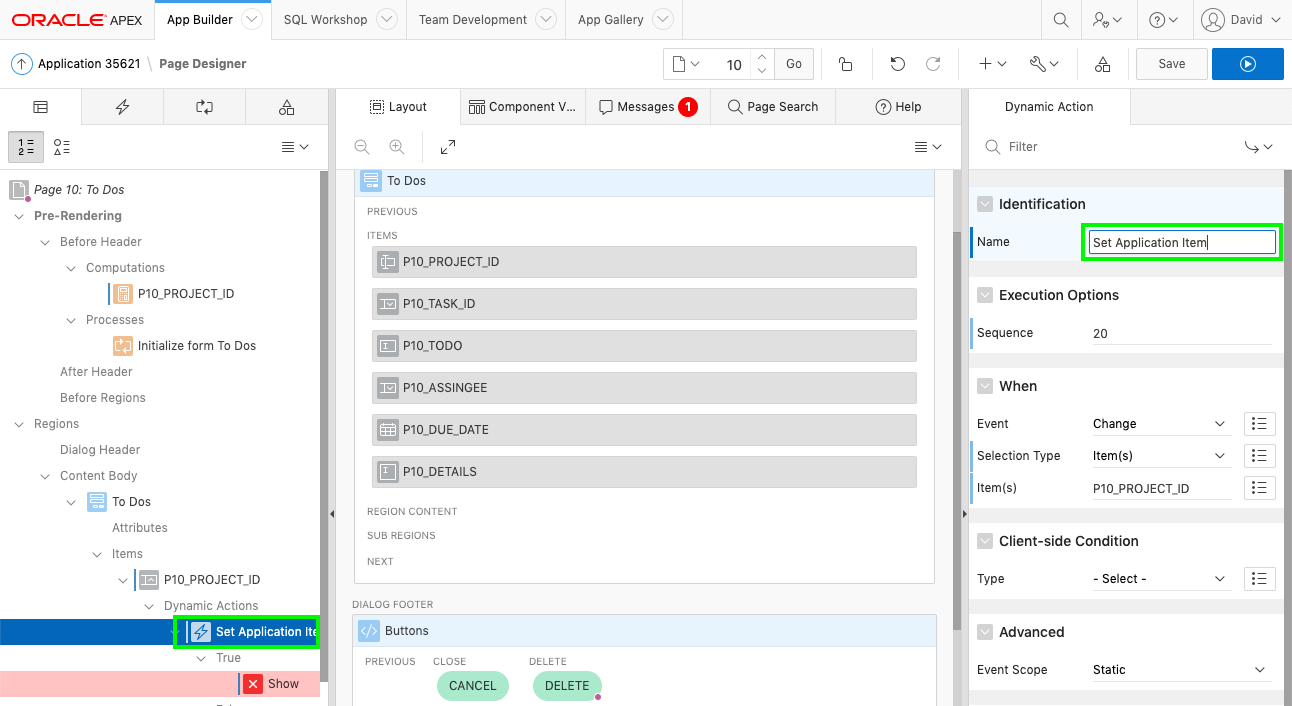 ORACLE APEX App Builder SQL Workshop Team Development App Gallery David
Application 35621 \ Page Designer 10 Go Save
Layout Component V... Messages 1 Page Search Help Dynamic Action
Filter
Page 10: To Dos
Pre-Rendering
Before Header
Computations
P10_PROJECT_ID
Processes
Initialize form To Dos
After Header
Before Regions
Regions
Dialog Header
Content Body
To Dos
Attributes
Items
P10_PROJECT_ID
Dynamic Actions
Set Application Ite
True
Show
To Dos
PREVIOUS
ITEMS
P10_PROJECT_ID
P10_TASK_ID
P10_TODO
P10_ASSINGEE
P10_DUE_DATE
P10_DETAILS
REGION CONTENT
SUB REGIONS
NEXT
DIALOG FOOTER
Buttons
PREVIOUS CLOSE DELETE
CANCEL DELETE
Identification
Name Set Application Item
Execution Options
Sequence 20
When
Event Change
Selection Type Item(s)
Item(s) P10_PROJECT_ID
Client-side Condition
Type - Select -
Advanced
Event Scope Static